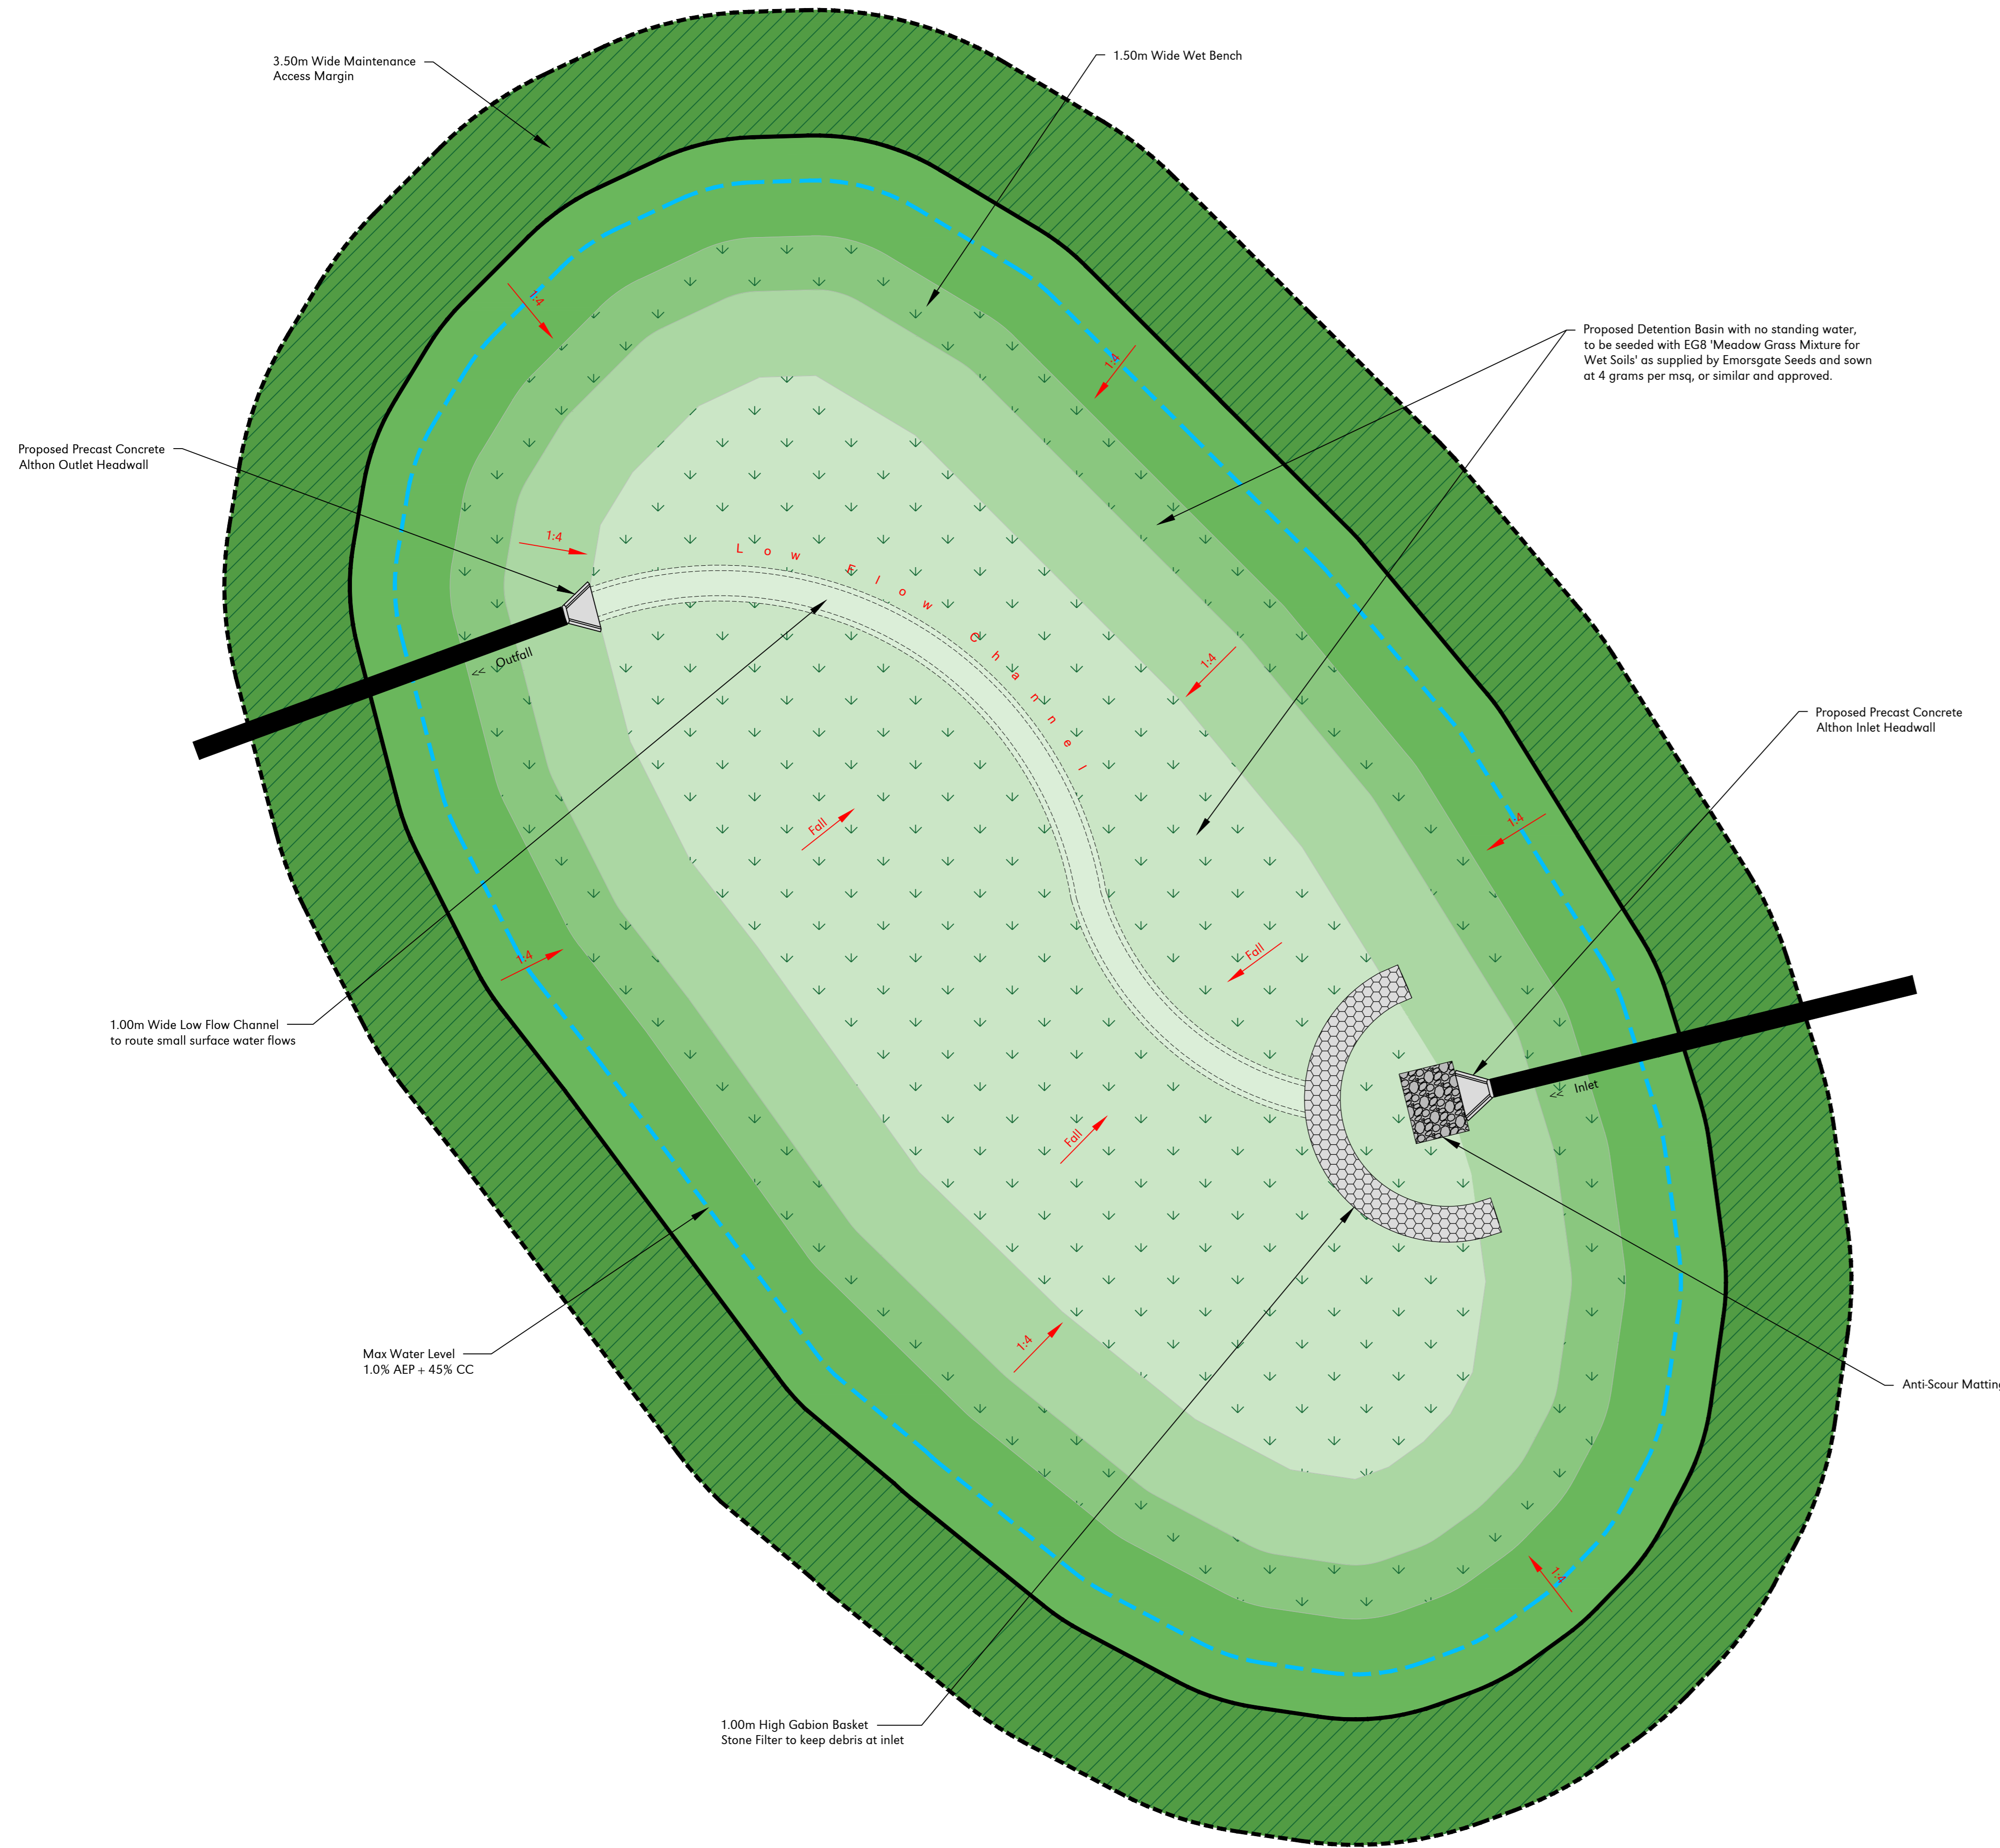 1.50m Wide Wet Bench
3.50m Wide Maintenance
Access Margin
1:4
Proposed Detention Basin with no standing water,
to be seeded with EG8 'Meadow Grass Mixture for
Wet Soils' as supplied by Emorsgate Seeds and sown
at 4 grams per msq, or similar and approved.
1:4
Proposed Precast Concrete
Althon Outlet Headwall
1:4
Low Flow Channel
<< Outfall
1:4
Proposed Precast Concrete
Althon Inlet Headwall
Fall
1:4
Fall
1:4
1.00m Wide Low Flow Channel
to route small surface water flows
<< Inlet
Fall
1:4
Max Water Level
1.0% AEP + 45% CC
Anti-Scour Matting
1:4
1.00m High Gabion Basket
Stone Filter to keep debris at inlet